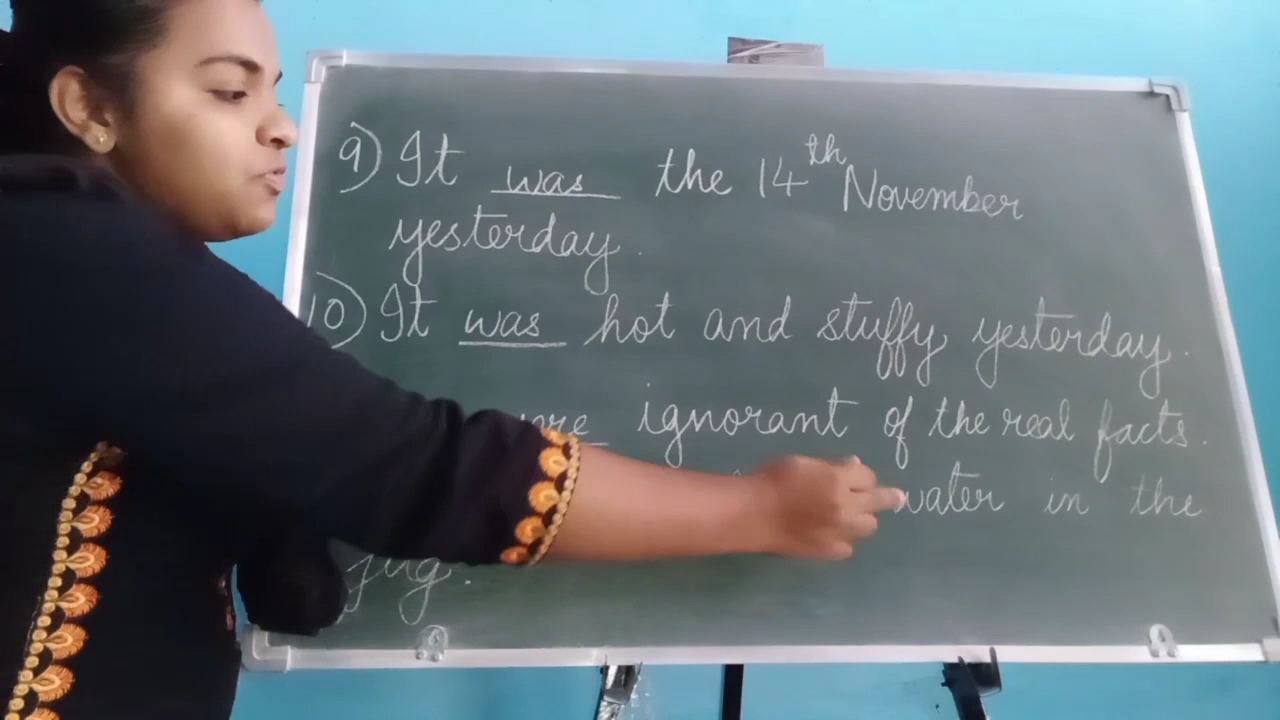 9) It was the 14th November
yesterday.
10) It was hot and stuffy yesterday.
ignorant of the real facts.
water in the
jug.